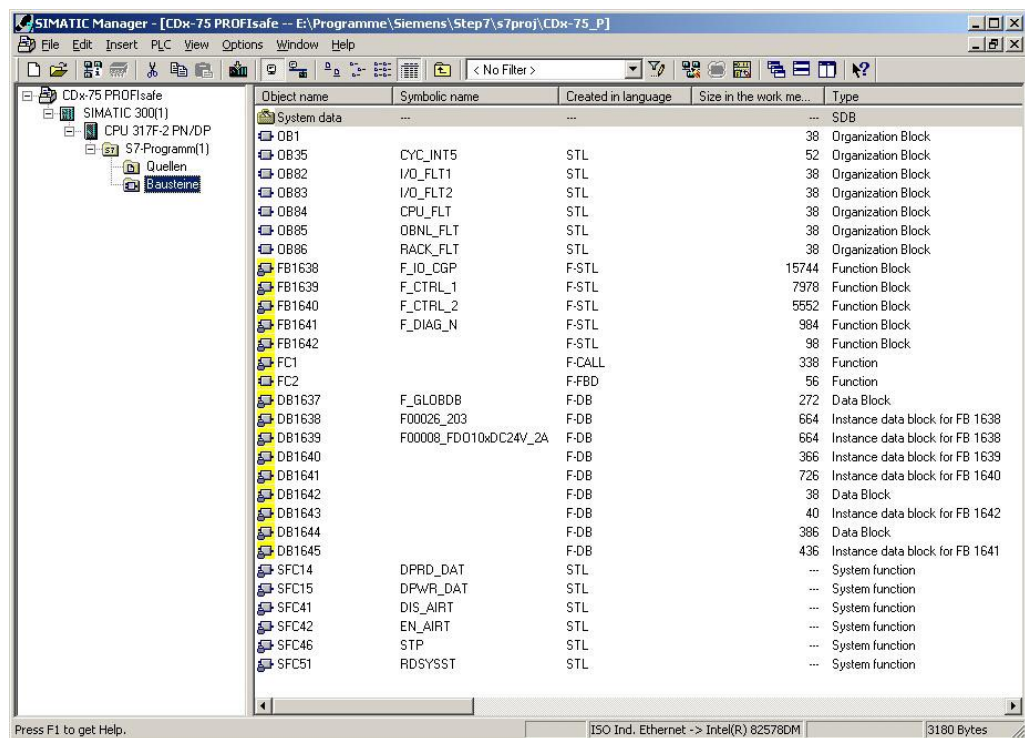 SIMATIC Manager - [CDx-75 PROFIsafe -- E:\Programme\Siemens\Step7\s7proj\CDx-75_P]
File Edit Insert PLC View Options Window Help
< No Filter >
CDx-75 PROFIsafe
SIMATIC 300(1)
CPU 317F-2 PN/DP
S7-Programm(1)
Quellen
Bausteine
Object name Symbolic name Created in language Size in the work me... Type
System data --- --- --- SDB
OB1 38 Organization Block
OB35 CYC_INT5 STL 52 Organization Block
OB82 I/O_FLT1 STL 38 Organization Block
OB83 I/O_FLT2 STL 38 Organization Block
OB84 CPU_FLT STL 38 Organization Block
OB85 OBNL_FLT STL 38 Organization Block
OB86 RACK_FLT STL 38 Organization Block
FB1638 F_IO_CGP F-STL 15744 Function Block
FB1639 F_CTRL_1 F-STL 7978 Function Block
FB1640 F_CTRL_2 F-STL 5552 Function Block
FB1641 F_DIAG_N F-STL 984 Function Block
FB1642 F-STL 98 Function Block
FC1 F-CALL 338 Function
FC2 F-FBD 56 Function
DB1637 F_GLOBDB F-DB 272 Data Block
DB1638 F00026_203 F-DB 664 Instance data block for FB 1638
DB1639 F00008_FDO10xDC24V_2A F-DB 664 Instance data block for FB 1638
DB1640 F-DB 366 Instance data block for FB 1639
DB1641 F-DB 726 Instance data block for FB 1640
DB1642 F-DB 38 Data Block
DB1643 F-DB 40 Instance data block for FB 1642
DB1644 F-DB 386 Data Block
DB1645 F-DB 436 Instance data block for FB 1641
SFC14 DPRD_DAT STL --- System function
SFC15 DPWR_DAT STL --- System function
SFC41 DIS_AIRT STL --- System function
SFC42 EN_AIRT STL --- System function
SFC46 STP STL --- System function
SFC51 RDSYSST STL --- System function
Press F1 to get Help. ISO Ind. Ethernet -> Intel(R) 82578DM 3180 Bytes